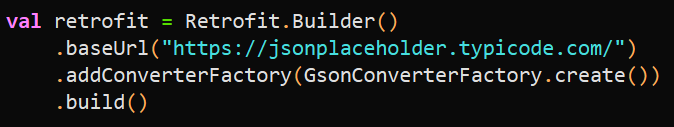 val retrofit = Retrofit.Builder()
    .baseUrl("https://jsonplaceholder.typicode.com/")
    .addConverterFactory(GsonConverterFactory.create())
    .build()